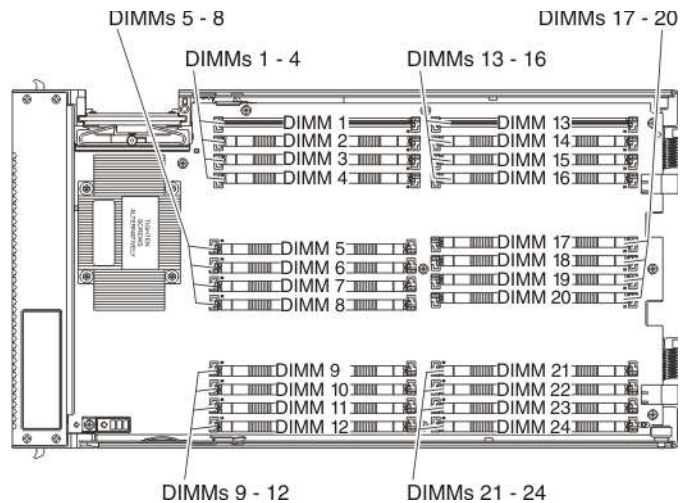 DIMMs 5 - 8
DIMMs 17 - 20
DIMMs 1 - 4
DIMMs 13 - 16
DIMM 1
DIMM 13
DIMM 2
DIMM 14
DIMM 3
DIMM 15
DIMM 4
DIMM 16
TIGHTEN
SCREWS
ALTERNATIVELY
DIMM 5
DIMM 17
DIMM 6
DIMM 18
DIMM 7
DIMM 19
DIMM 8
DIMM 20
DIMM 9
DIMM 21
DIMM 10
DIMM 22
DIMM 11
DIMM 23
DIMM 12
DIMM 24
DIMMs 9 - 12
DIMMs 21 - 24